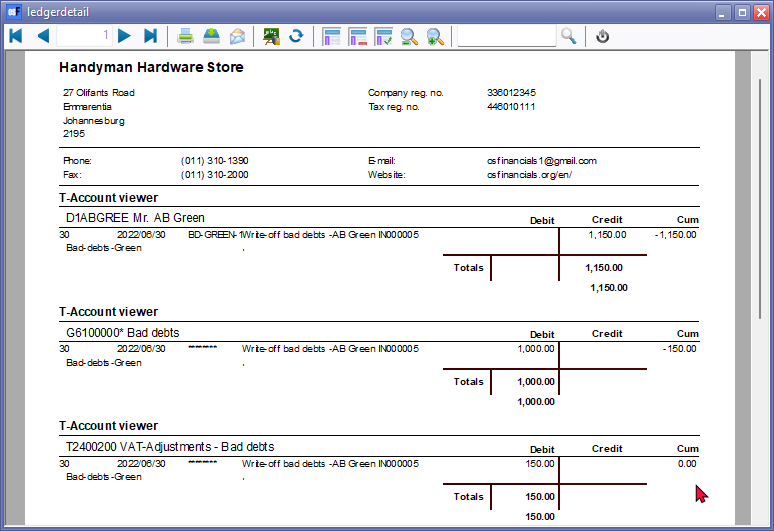 ledgerdetail
1
Handyman Hardware Store
27 Olifants Road Company reg. no. 336012345
Emmarentia Tax reg. no. 446010111
Johannesburg
2195
Phone: (011) 310-1390 E-mail: csfinancials1@gmail.com
Fax: (011) 310-2000 Website: csfinancials.org/en/
T-Account viewer
D1ABGREE Mr. AB Green Debit Credit Cum
30 2022/06/30 BD-GREEN-1 Write-off bad debts -AB Green IN000005 1,150.00 -1,150.00
Bad-debts-Green .
Totals 1,150.00
1,150.00
T-Account viewer
G6100000* Bad debts Debit Credit Cum
30 2022/06/30 ******** Write-off bad debts -AB Green IN000005 1,000.00 -150.00
Bad-debts-Green .
Totals 1,000.00
1,000.00
T-Account viewer
T2400200 VAT-Adjustments - Bad debts Debit Credit Cum
30 2022/06/30 ******** Write-off bad debts -AB Green IN000005 150.00 0.00
Bad-debts-Green .
Totals 150.00
150.00